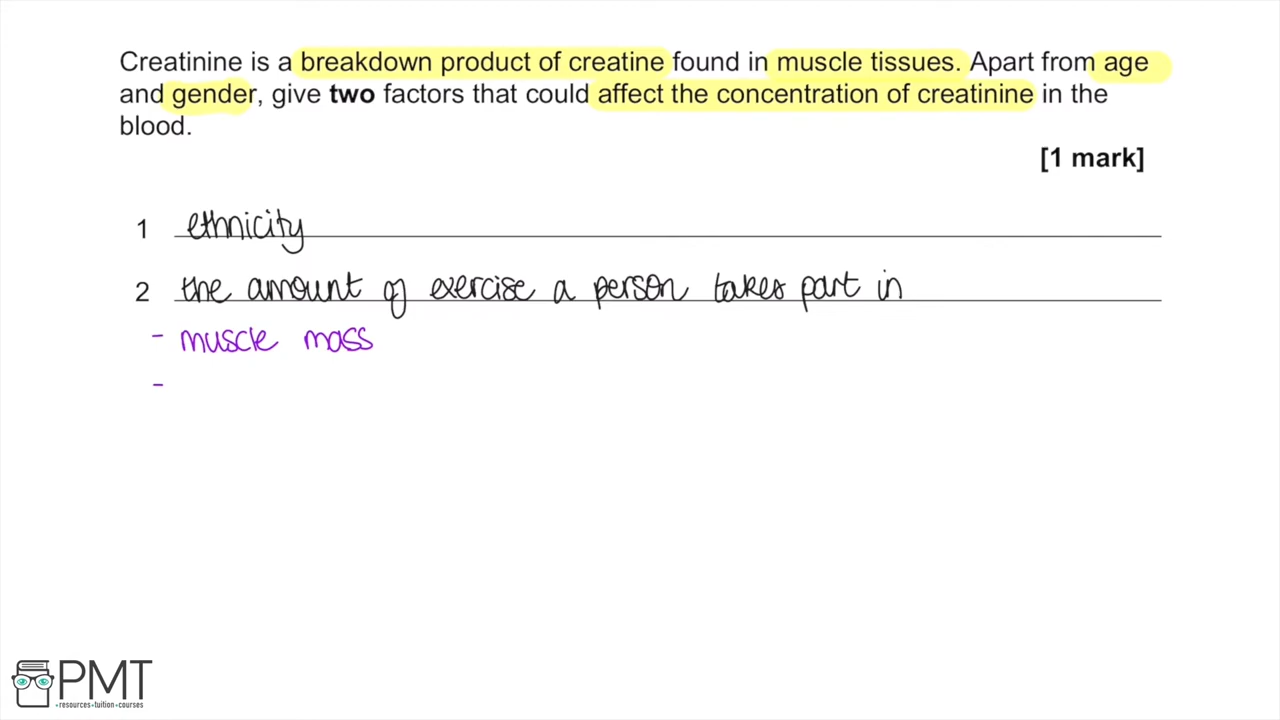 Creatinine is a breakdown product of creatine found in muscle tissues. Apart from age
and gender, give two factors that could affect the concentration of creatinine in the
blood.
[1 mark]
1 ethnicity
2 the amount of exercise a person takes part in
- muscle mass
-
PMT
•resources•tuition•courses